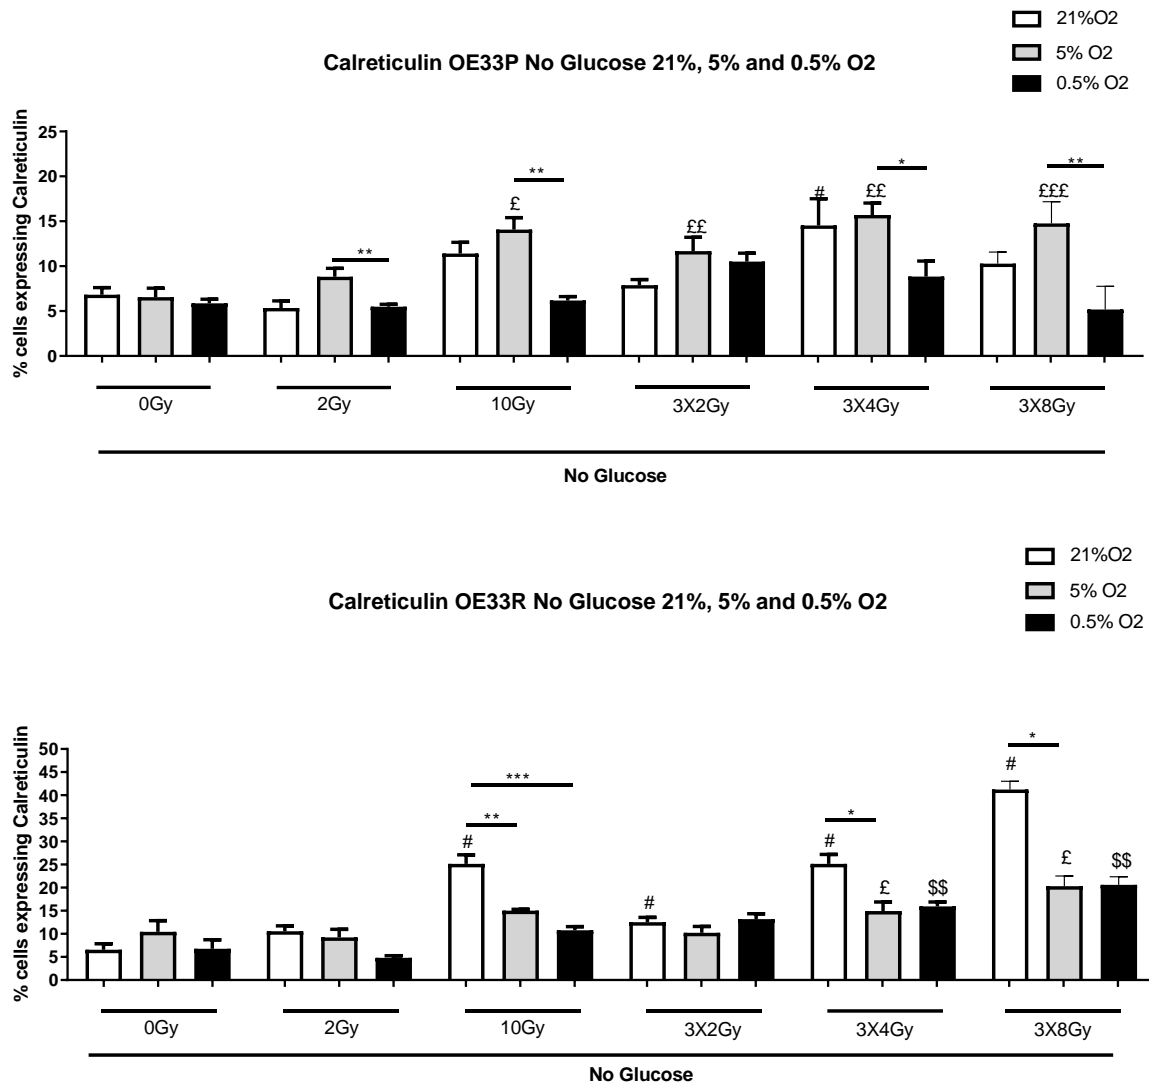 21%O2
5% O2
0.5% O2
Calreticulin OE33P No Glucose 21%, 5% and 0.5% O2
% cells expressing Calreticulin
25
20
15
10
5
0
** ** * **
£ ££ # ££ £££
0Gy 2Gy 10Gy 3X2Gy 3X4Gy 3X8Gy
No Glucose
21%O2
5% O2
0.5% O2
Calreticulin OE33R No Glucose 21%, 5% and 0.5% O2
% cells expressing Calreticulin
50
45
40
35
30
25
20
15
10
5
0
*
***
** *
# # # £ $$ # £ $$
0Gy 2Gy 10Gy 3X2Gy 3X4Gy 3X8Gy
No Glucose